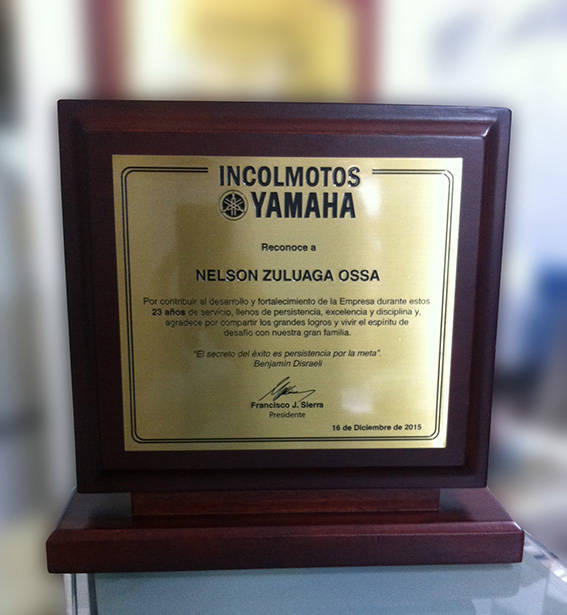 INCOLMOTOS
YAMAHA
Reconoce a
NELSON ZULUAGA OSSA
Por contribuir al desarrollo y fortalecimiento de la Empresa durante estos
23 años de servicio, llenos de persistencia, excelencia y disciplina y,
agradece por compartir los grandes logros y vivir el espíritu de
desafío con nuestra gran familia.
"El secreto del éxito es persistencia por la meta".
Benjamín Disraeli
Francisco J. Sierra
Presidente
16 de Diciembre de 2015